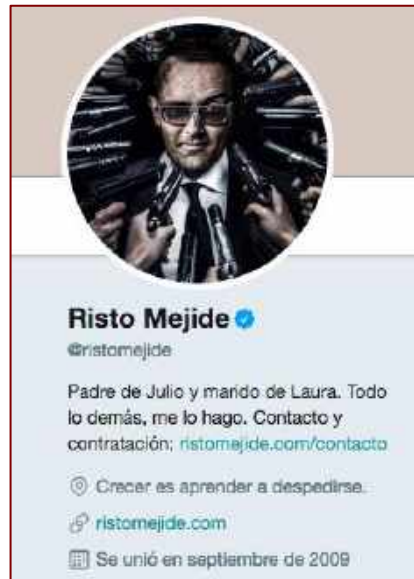 Risto Mejide
@ristomejide
Padre de Julio y marido de Laura. Todo
lo demás, me lo hago. Contacto y
contratación: ristomejide.com/contacto
Crecer es aprender a despedirse.
ristomejide.com
Se unió en septiembre de 2009